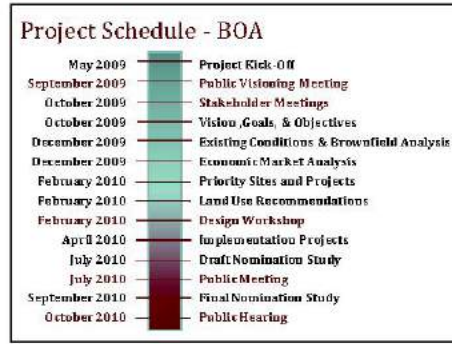 Project Schedule - BOA
May 2009 Project Kick-Off
September 2009 Public Visioning Meeting
October 2009 Stakeholder Meetings
October 2009 Vision ,Goals, & Objectives
December 2009 Existing Conditions & Brownfield Analysis
December 2009 Economic Market Analysis
February 2010 Priority Sites and Projects
February 2010 Land Use Recommendations
February 2010 Design Workshop
April 2010 Implementation Projects
July 2010 Draft Nomination Study
July 2010 Public Meeting
September 2010 Final Nomination Study
October 2010 Public Hearing